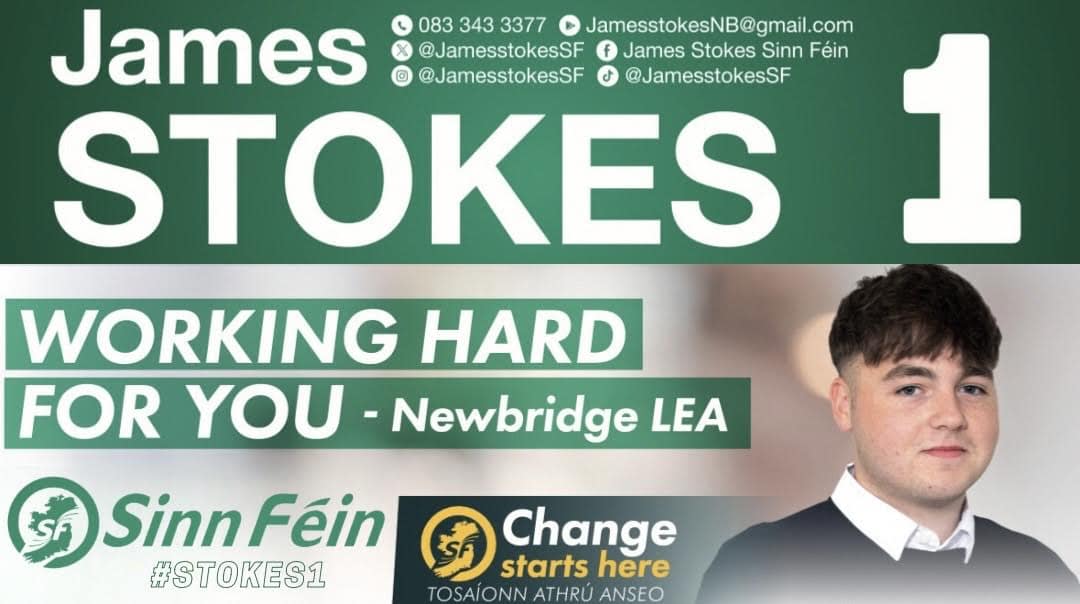 James
083 343 3377 JamesstokesNB@gmail.com
@JamesstokesSF James Stokes Sinn Féin
@JamesstokesSF @JamesstokesSF
STOKES 1
WORKING HARD
FOR YOU - Newbridge LEA
SF Sinn Féin
#STOKES1
SF Change
starts here
TOSAÍONN ATHRÚ ANSEO